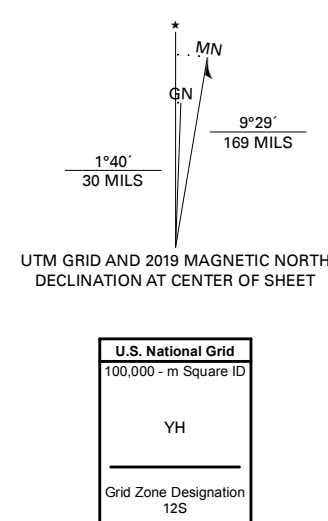 ★
MN
GN
9°29´
169 MILS
1°40´
30 MILS
UTM GRID AND 2019 MAGNETIC NORTH
DECLINATION AT CENTER OF SHEET
U.S. National Grid
100,000 - m Square ID
YH
Grid Zone Designation
12S